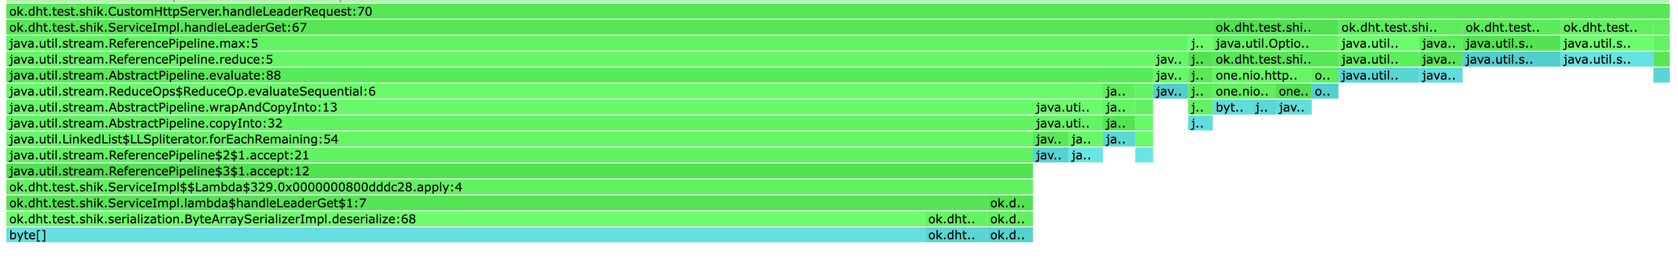 ok.dht.test.shik.CustomHttpServer.handleLeaderRequest:70
ok.dht.test.shik.ServiceImpl.handleLeaderGet:67 ok.dht.test.shi.. ok.dht.test.shi.. ok.dht.test.. ok.dht.test..
java.util.stream.ReferencePipeline.max:5 j.. java.util.Optio.. java.util.. java.. java.util.s.. java.util.s..
java.util.stream.ReferencePipeline.reduce:5 jav.. j.. ok.dht.test.shi.. java.util.. java.. java.util.s.. java.util.s..
java.util.stream.AbstractPipeline.evaluate:88 jav.. j.. one.nio.http.. o.. java.util.. java..
java.util.stream.ReduceOps$ReduceOp.evaluateSequential:6 ja.. jav.. j.. one.nio.. one.. o..
java.util.stream.AbstractPipeline.wrapAndCopyInto:13 java.uti.. ja.. j.. byt.. j.. jav..
java.util.stream.AbstractPipeline.copyInto:32 java.uti.. ja.. j..
java.util.LinkedList$LLSpliterator.forEachRemaining:54 jav.. ja.. ja..
java.util.stream.ReferencePipeline$2$1.accept:21 jav.. ja..
java.util.stream.ReferencePipeline$3$1.accept:12
ok.dht.test.shik.ServiceImpl$$Lambda$329.0x0000000800dddc28.apply:4
ok.dht.test.shik.ServiceImpl.lambda$handleLeaderGet$1:7 ok.d..
ok.dht.test.shik.serialization.ByteArraySerializerImpl.deserialize:68 ok.dht.. ok.d..
byte[] ok.dht.. ok.d..